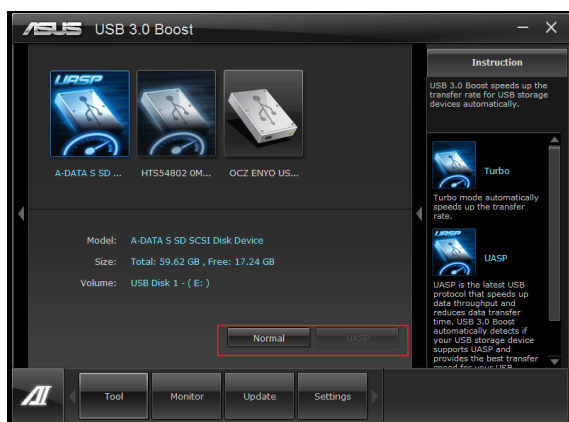 ASUS USB 3.0 Boost
Instruction
USB 3.0 Boost speeds up the
transfer rate for USB storage
devices automatically.
UASP
A-DATA S SD ...
HTS54802 0M...
OCZ ENYO US...
Turbo
Turbo mode automatically
speeds up the transfer
rate.
UASP
UASP
UASP is the latest USB
protocol that speeds up
data throughput and
reduces data transfer
time. USB 3.0 Boost
automatically detects if
your USB storage device
supports UASP and
provides the best transfer
speed for your USB
Model: A-DATA S SD SCSI Disk Device
Size: Total: 59.62 GB , Free: 17.24 GB
Volume: USB Disk 1 - ( E: )
Normal
UASP
AI
Tool
Monitor
Update
Settings